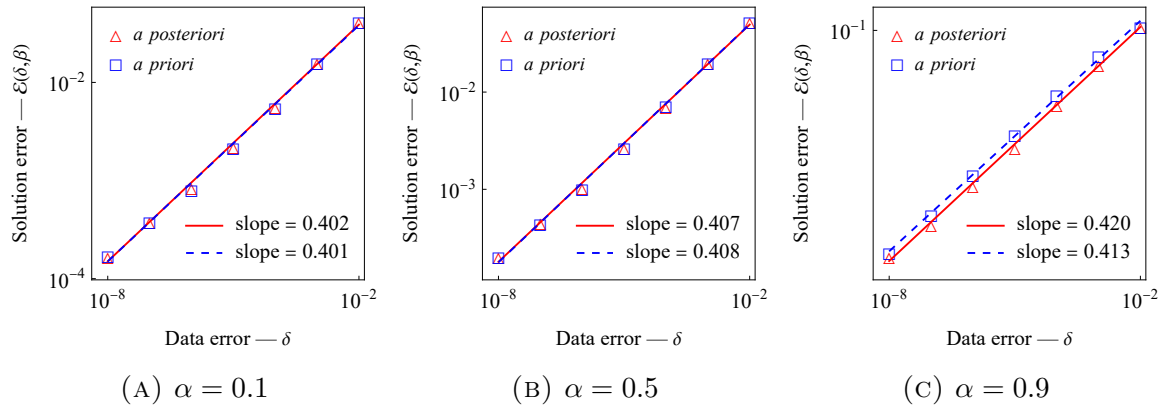 Solution error — ℰ(δ,β)
10⁻²
10⁻⁴
a posteriori
a priori
slope = 0.402
slope = 0.401
10⁻⁸
10⁻²
Data error — δ
(A) α = 0.1
Solution error — ℰ(δ,β)
10⁻²
10⁻³
a posteriori
a priori
slope = 0.407
slope = 0.408
10⁻⁸
10⁻²
Data error — δ
(B) α = 0.5
Solution error — ℰ(δ,β)
10⁻¹
a posteriori
a priori
slope = 0.420
slope = 0.413
10⁻⁸
10⁻²
Data error — δ
(C) α = 0.9